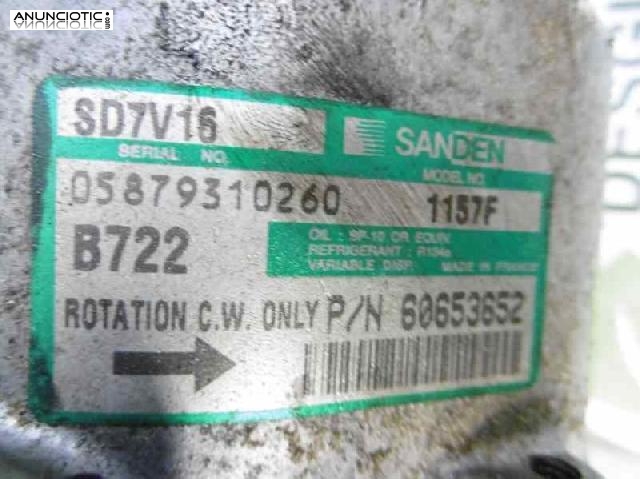 ANUNCIOTIC.com
SD7V16
SANDEN
SERIAL NO.
MODEL NO.
05879310260
1157F
B722
OIL : SP-10 OR EQUIV.
REFRIGERANT : R134a
VARIABLE DISP.
MADE IN FRANCE
ROTATION C.W. ONLY
P/N 60653652